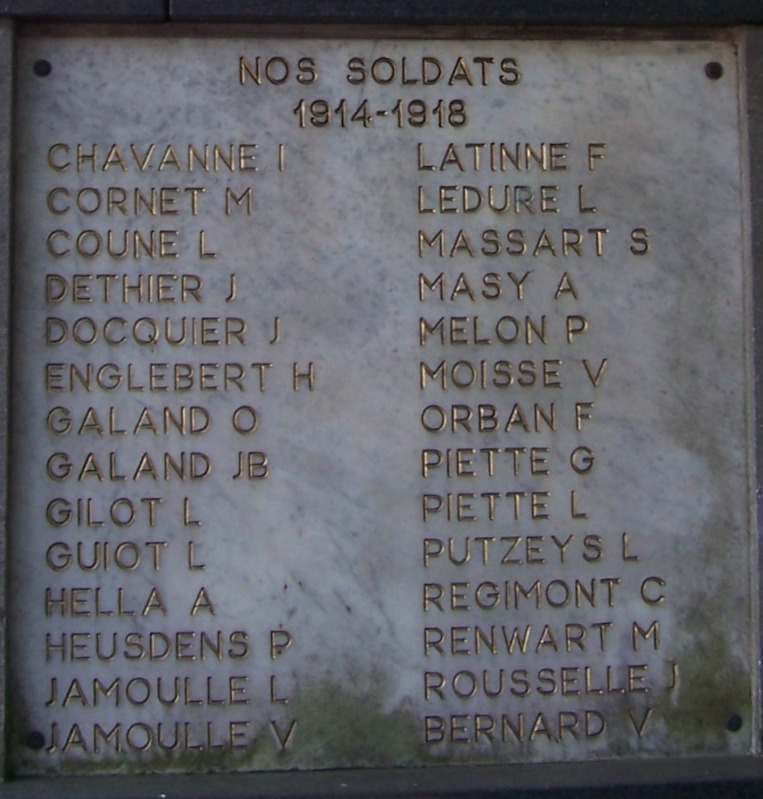 NOS SOLDATS
1914-1918
CHAVANNE I
CORNET M
COUNE L
DETHIER J
DOCQUIER J
ENGLEBERT H
GALAND O
GALAND JB
GILOT L
GUIOT L
HELLA A
HEUSDENS P
JAMOULLE L
JAMOULLE V
LATINNE F
LEDURE L
MASSART S
MASY A
MELON P
MOISSE V
ORBAN F
PIETTE G
PIETTE L
PUTZEYS L
REGIMONT C
RENWART M
ROUSSELLE J
BERNARD V